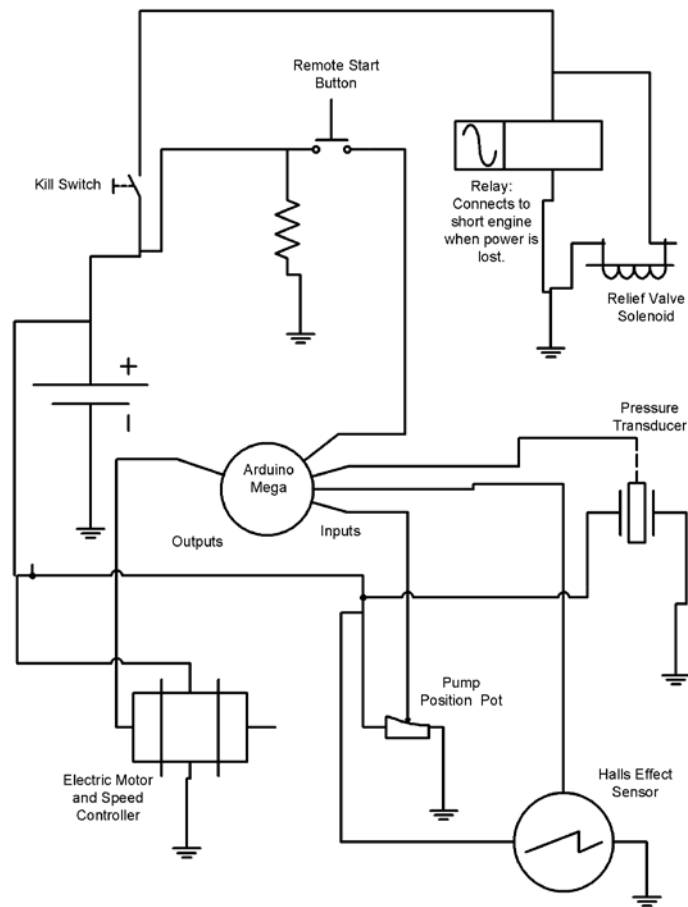 Remote Start
Button
Kill Switch
Relay:
Connects to
short engine
when power is
lost.
Relief Valve
Solenoid
+
Pressure
Transducer
Arduino
Mega
Outputs
Inputs
Pump
Position Pot
Electric Motor
and Speed
Controller
Halls Effect
Sensor